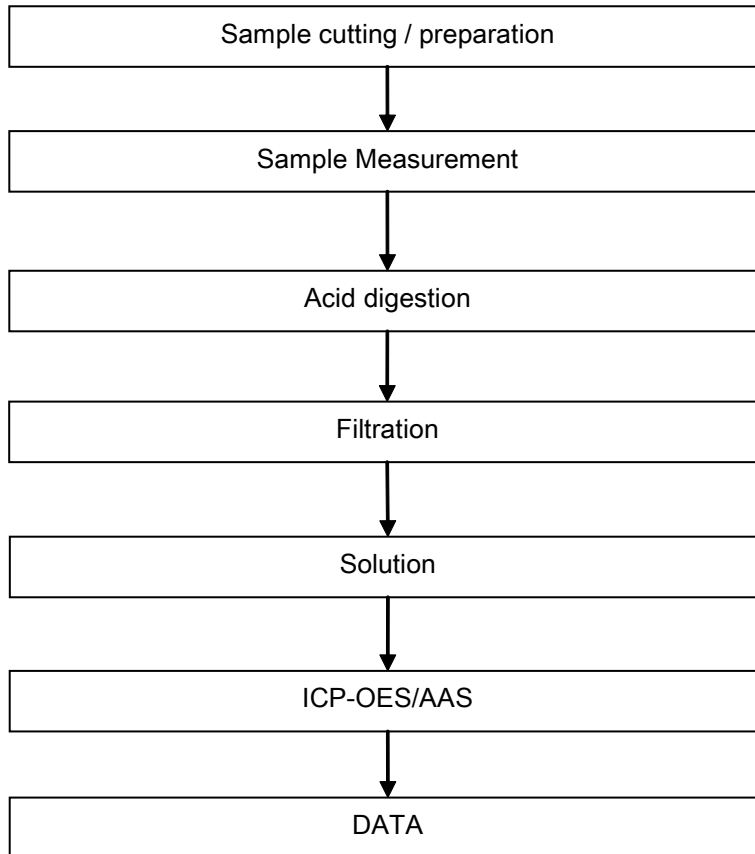 Sample cutting / preparation
Sample Measurement
Acid digestion
Filtration
Solution
ICP-OES/AAS
DATA